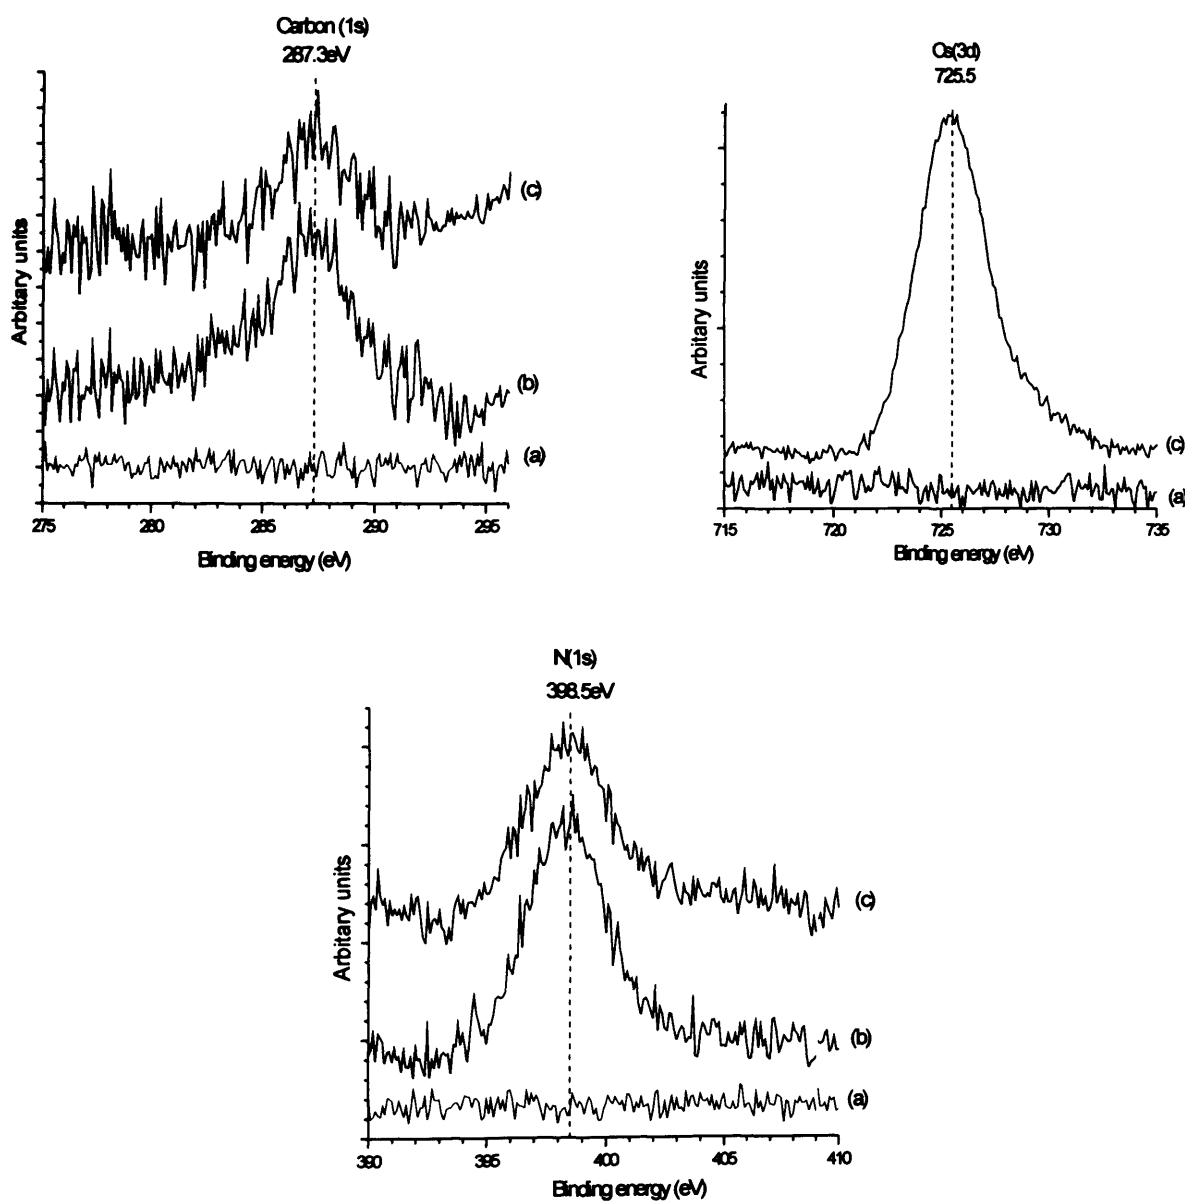 Carbon (1s)
287.3eV
Arbitary units
(c)
(b)
(a)
275 280 285 290 295
Binding energy (eV)
Cs(3d)
725.5
Arbitary units
(c)
(a)
715 720 725 730 735
Binding energy (eV)
N(1s)
398.5eV
Arbitary units
(c)
(b)
(a)
390 395 400 405 410
Binding energy (eV)